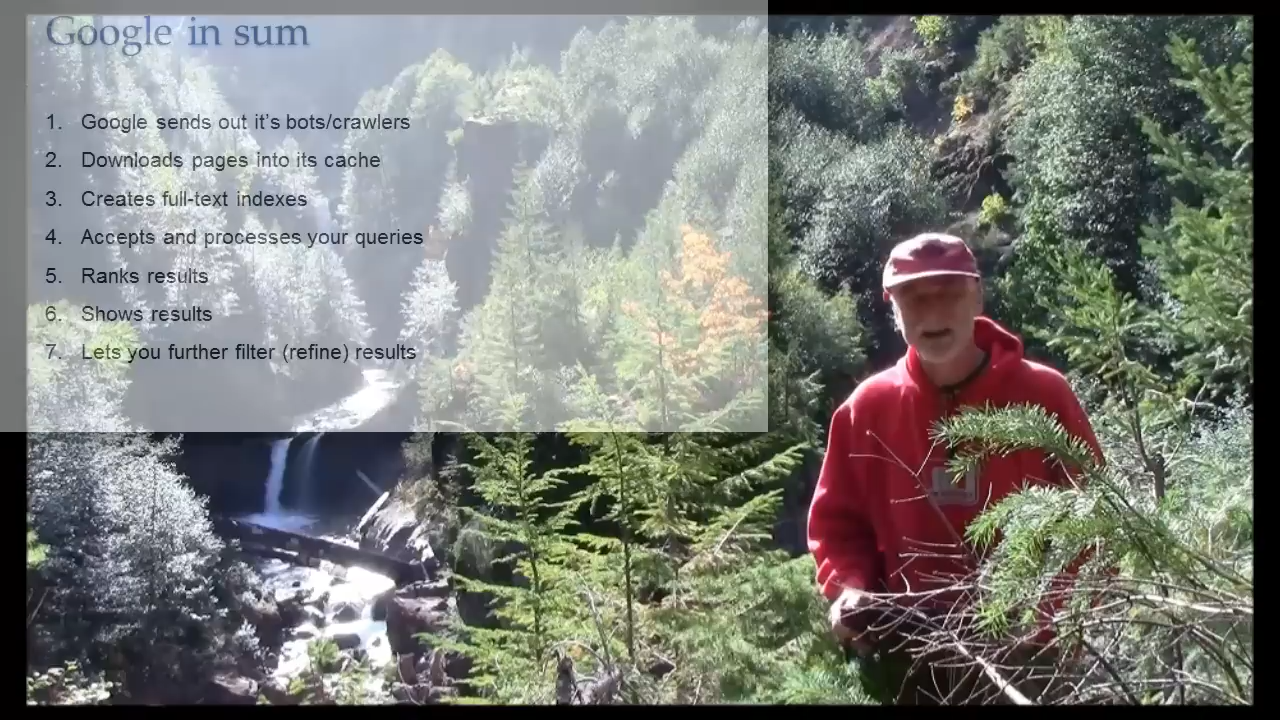 Google in sum
1. Google sends out it's bots/crawlers
2. Downloads pages into its cache
3. Creates full-text indexes
4. Accepts and processes your queries
5. Ranks results
6. Shows results
7. Lets you further filter (refine) results